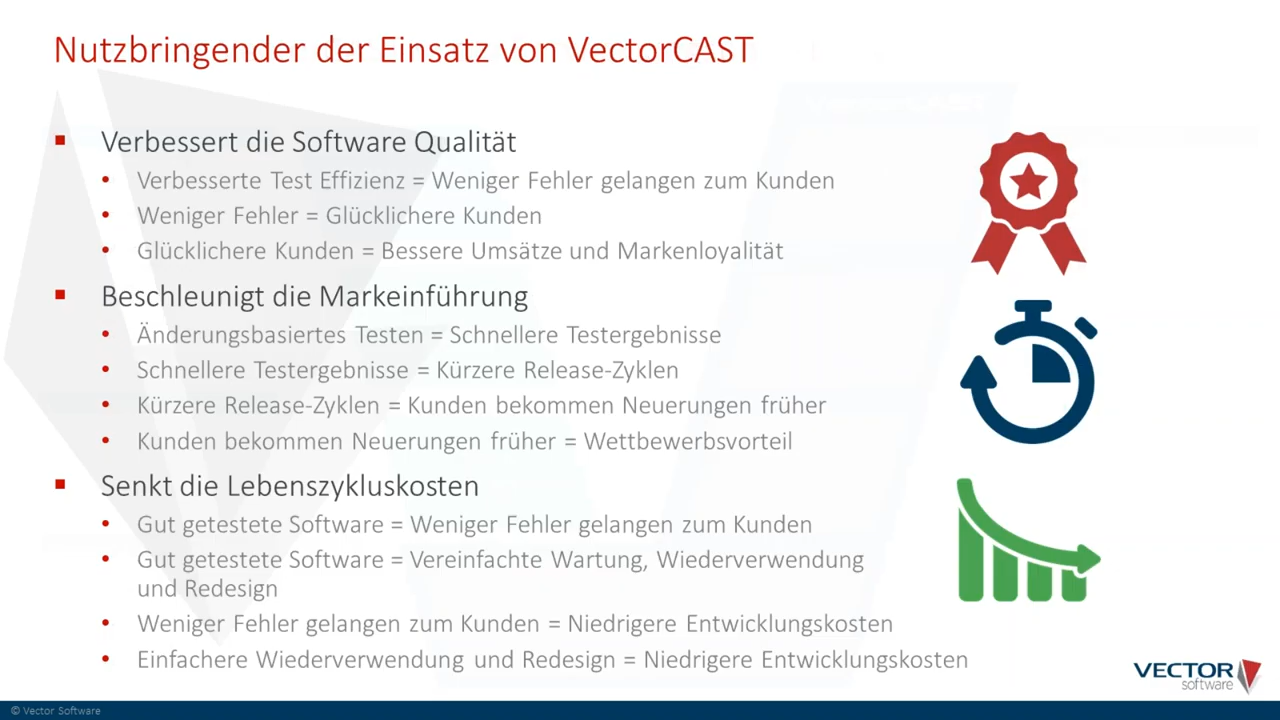 Nutzbringender der Einsatz von VectorCAST
Verbessert die Software Qualität
Verbesserte Test Effizienz = Weniger Fehler gelangen zum Kunden
Weniger Fehler = Glücklichere Kunden
Glücklichere Kunden = Bessere Umsätze und Markenloyalität
Beschleunigt die Markeinführung
Änderungsbasiertes Testen = Schnellere Testergebnisse
Schnellere Testergebnisse = Kürzere Release-Zyklen
Kürzere Release-Zyklen = Kunden bekommen Neuerungen früher
Kunden bekommen Neuerungen früher = Wettbewerbsvorteil
Senkt die Lebenszykluskosten
Gut getestete Software = Weniger Fehler gelangen zum Kunden
Gut getestete Software = Vereinfachte Wartung, Wiederverwendung
und Redesign
Weniger Fehler gelangen zum Kunden = Niedrigere Entwicklungskosten
Einfachere Wiederverwendung und Redesign = Niedrigere Entwicklungskosten
VECTOR
software
© Vector Software